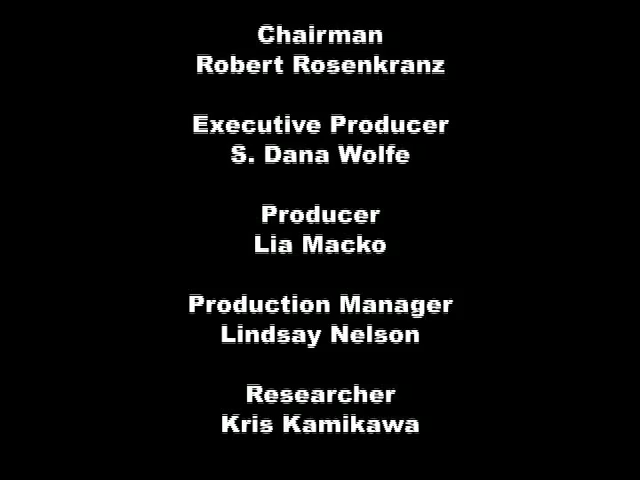 Chairman
Robert Rosenkranz
Executive Producer
S. Dana Wolfe
Producer
Lia Macko
Production Manager
Lindsay Nelson
Researcher
Kris Kamikawa